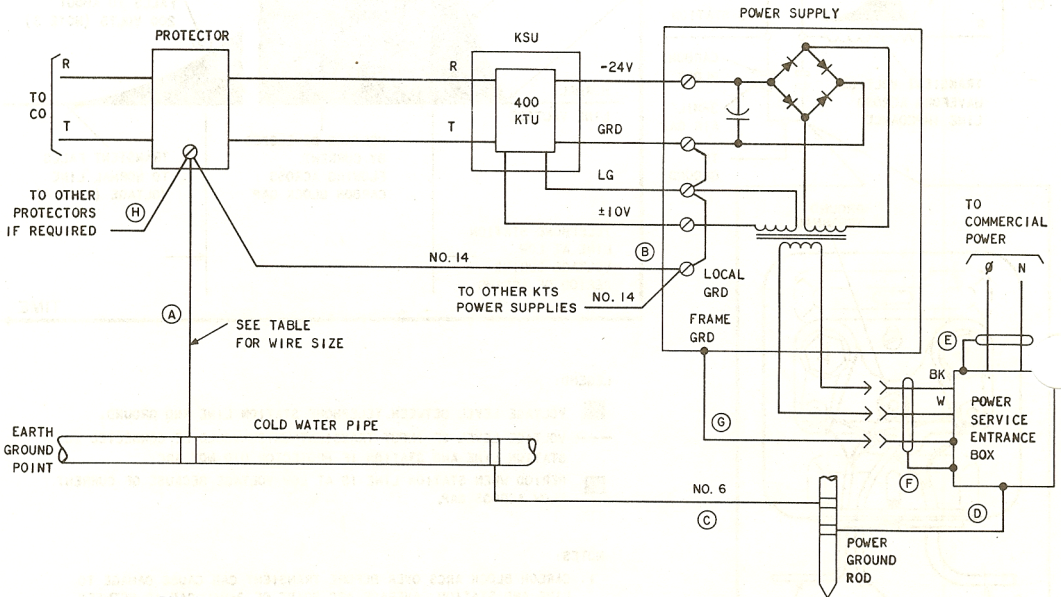 POWER SUPPLY
PROTECTOR
KSU
R
R
-24V
TO
CO
400
KTU
T
T
GRD
LG
TO OTHER
PROTECTORS
IF REQUIRED
H
±10V
TO
COMMERCIAL
POWER
B
NO. 14
Ø N
LOCAL
GRD
TO OTHER KTS
POWER SUPPLIES
NO. 14
A
SEE TABLE
FOR WIRE SIZE
FRAME
GRD
E
BK
W
POWER
SERVICE
ENTRANCE
BOX
EARTH
GROUND
POINT
COLD WATER PIPE
G
F
NO. 6
C
D
POWER
GROUND
ROD